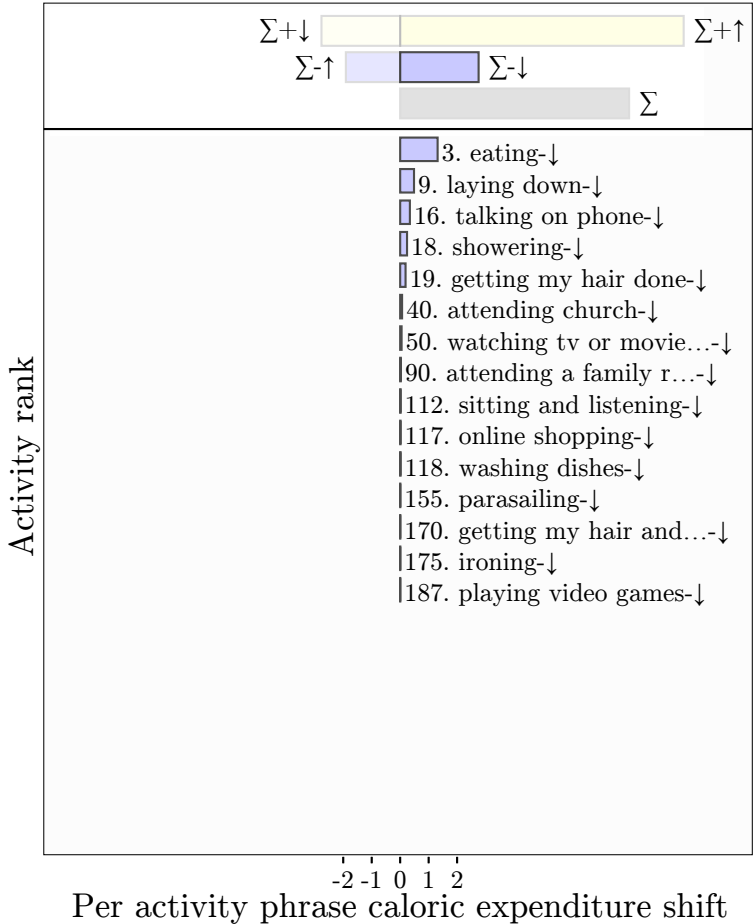 ∑+↓ ∑+↑
∑-↑ ∑-↓
∑
3. eating-↓
9. laying down-↓
16. talking on phone-↓
18. showering-↓
19. getting my hair done-↓
40. attending church-↓
50. watching tv or movie…-↓
90. attending a family r…-↓
112. sitting and listening-↓
117. online shopping-↓
118. washing dishes-↓
155. parasailing-↓
170. getting my hair and…-↓
175. ironing-↓
187. playing video games-↓
Activity rank
-2 -1 0 1 2
Per activity phrase caloric expenditure shift